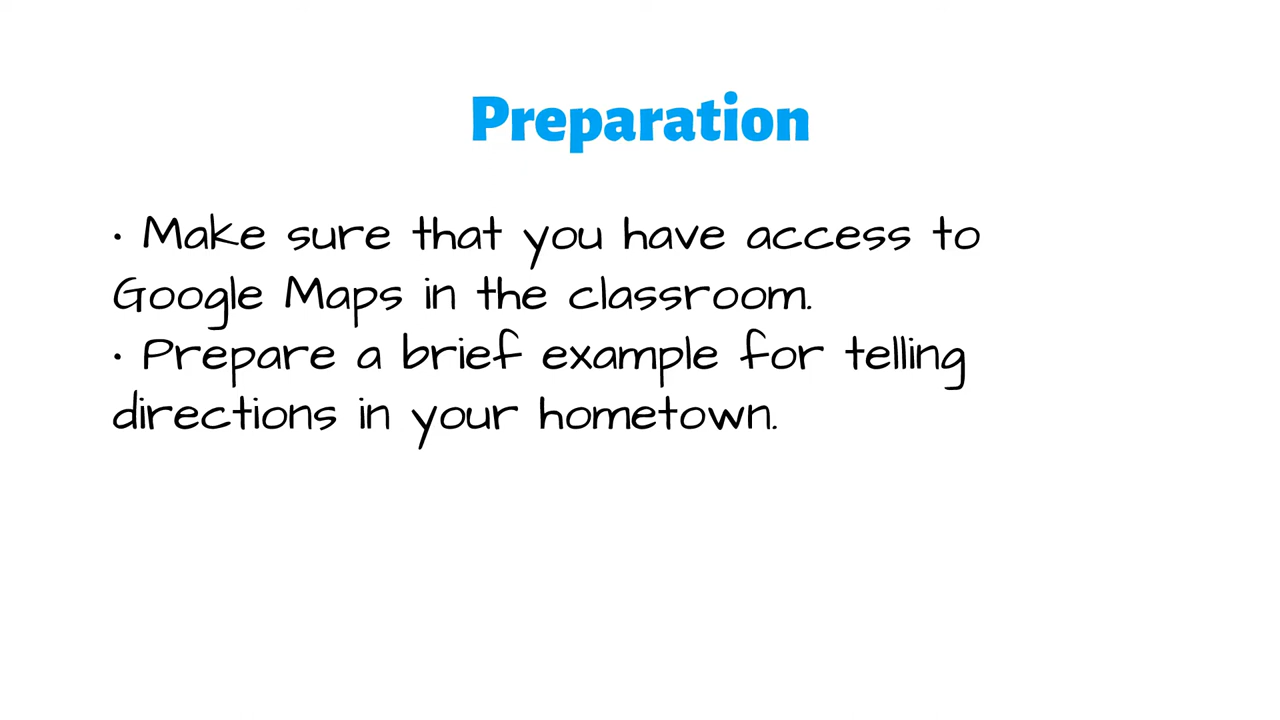 Preparation
• Make sure that you have access to
Google Maps in the classroom.
• Prepare a brief example for telling
directions in your hometown.